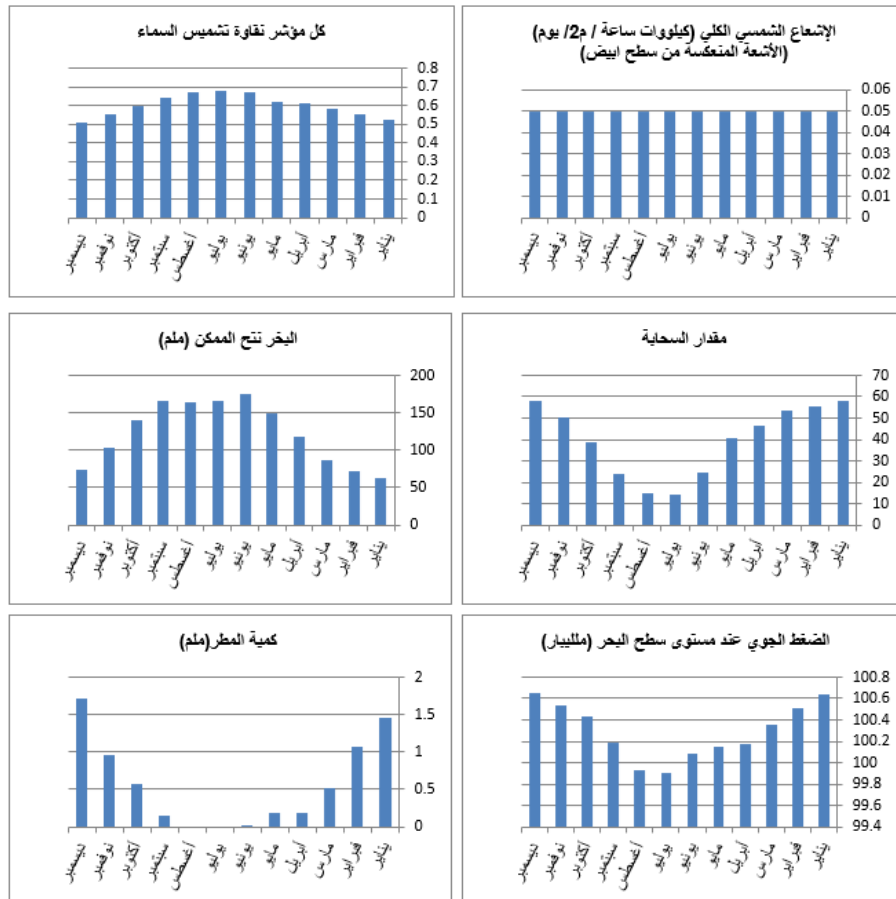 الإشعاع الشمسي الكلي (كيلووات ساعة / م2/ يوم)
(الأشعة المنعكسة من سطح ابيض)
0.06
0.05
0.04
0.03
0.02
0.01
0
يناير
فبراير
مارس
أبريل
مايو
يونيو
يوليو
أغسطس
سبتمبر
أكتوبر
نوفمبر
ديسمبر
كل مؤشر نقاوة تشميس السماء
0.8
0.7
0.6
0.5
0.4
0.3
0.2
0.1
0
يناير
فبراير
مارس
أبريل
مايو
يونيو
يوليو
أغسطس
سبتمبر
أكتوبر
نوفمبر
ديسمبر
مقدار السحابة
70
60
50
40
30
20
10
0
يناير
فبراير
مارس
أبريل
مايو
يونيو
يوليو
أغسطس
سبتمبر
أكتوبر
نوفمبر
ديسمبر
البخر نتح الممكن (ملم)
200
150
100
50
0
يناير
فبراير
مارس
أبريل
مايو
يونيو
يوليو
أغسطس
سبتمبر
أكتوبر
نوفمبر
ديسمبر
الضغط الجوي عند مستوى سطح البحر (ملليبار)
100.8
100.6
100.4
100.2
100
99.8
99.6
99.4
يناير
فبراير
مارس
أبريل
مايو
يونيو
يوليو
أغسطس
سبتمبر
أكتوبر
نوفمبر
ديسمبر
كمية المطر(ملم)
2
1.5
1
0.5
0
يناير
فبراير
مارس
أبريل
مايو
يونيو
يوليو
أغسطس
سبتمبر
أكتوبر
نوفمبر
ديسمبر